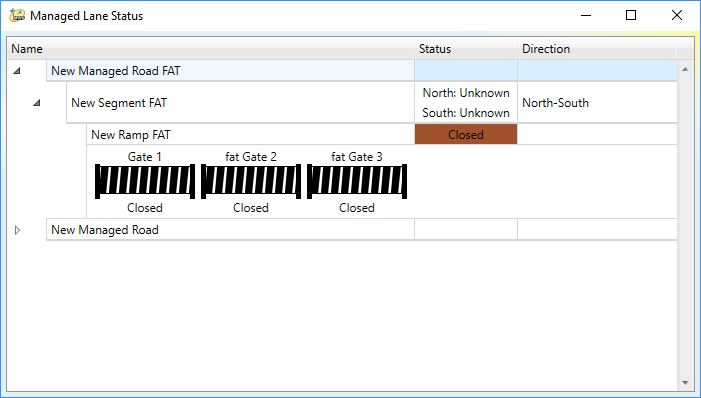 Managed Lane Status
Name Status Direction
New Managed Road FAT
New Segment FAT North: Unknown North-South
South: Unknown
New Ramp FAT Closed
Gate 1 fat Gate 2 fat Gate 3
Closed Closed Closed
New Managed Road